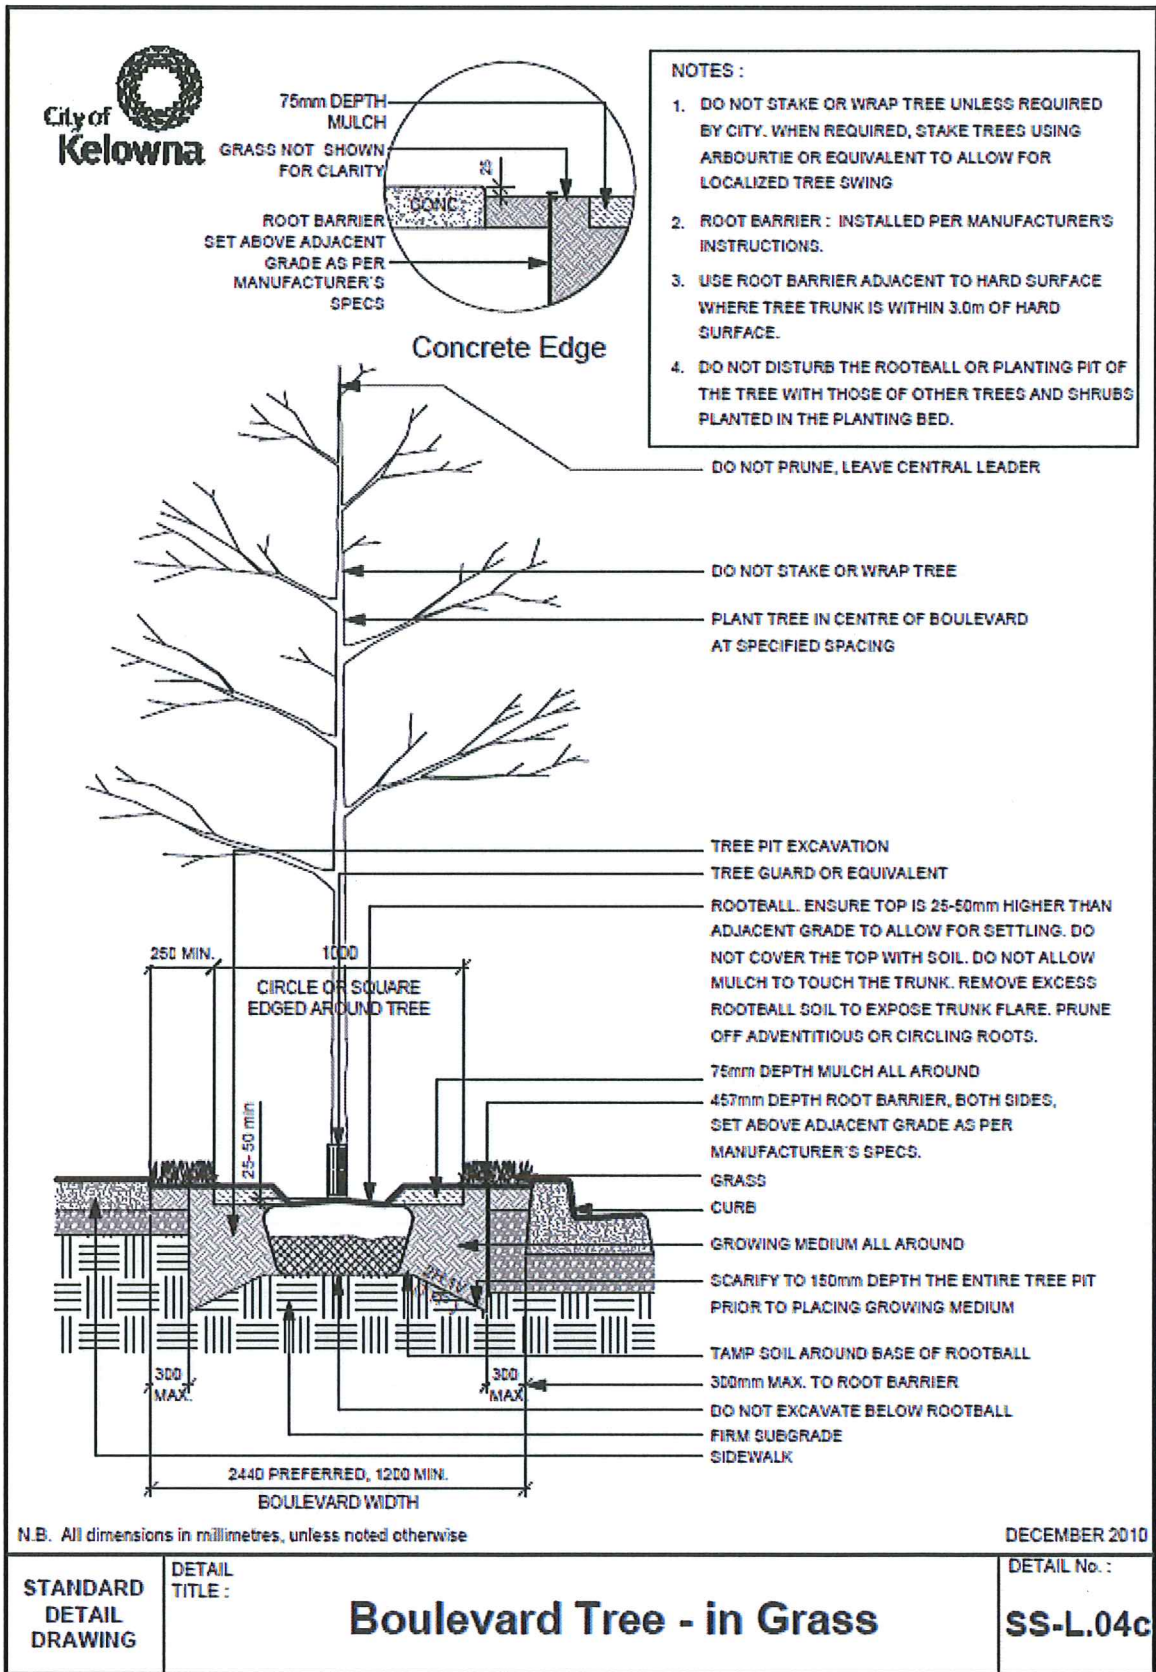 City of
Kelowna
75mm DEPTH
MULCH
GRASS NOT SHOWN
FOR CLARITY
25
CONC.
ROOT BARRIER
SET ABOVE ADJACENT
GRADE AS PER
MANUFACTURER'S
SPECS
Concrete Edge
NOTES :
1. DO NOT STAKE OR WRAP TREE UNLESS REQUIRED
BY CITY. WHEN REQUIRED, STAKE TREES USING
ARBOURTIE OR EQUIVALENT TO ALLOW FOR
LOCALIZED TREE SWING
2. ROOT BARRIER : INSTALLED PER MANUFACTURER'S
INSTRUCTIONS.
3. USE ROOT BARRIER ADJACENT TO HARD SURFACE
WHERE TREE TRUNK IS WITHIN 3.0m OF HARD
SURFACE.
4. DO NOT DISTURB THE ROOTBALL OR PLANTING PIT OF
THE TREE WITH THOSE OF OTHER TREES AND SHRUBS
PLANTED IN THE PLANTING BED.
DO NOT PRUNE, LEAVE CENTRAL LEADER
DO NOT STAKE OR WRAP TREE
PLANT TREE IN CENTRE OF BOULEVARD
AT SPECIFIED SPACING
TREE PIT EXCAVATION
TREE GUARD OR EQUIVALENT
ROOTBALL. ENSURE TOP IS 25-50mm HIGHER THAN
ADJACENT GRADE TO ALLOW FOR SETTLING. DO
NOT COVER THE TOP WITH SOIL. DO NOT ALLOW
MULCH TO TOUCH THE TRUNK. REMOVE EXCESS
ROOTBALL SOIL TO EXPOSE TRUNK FLARE. PRUNE
OFF ADVENTITIOUS OR CIRCLING ROOTS.
250 MIN.
1000
CIRCLE OR SQUARE
EDGED AROUND TREE
25-50 min
75mm DEPTH MULCH ALL AROUND
457mm DEPTH ROOT BARRIER, BOTH SIDES,
SET ABOVE ADJACENT GRADE AS PER
MANUFACTURER'S SPECS.
GRASS
CURB
GROWING MEDIUM ALL AROUND
SCARIFY TO 150mm DEPTH THE ENTIRE TREE PIT
PRIOR TO PLACING GROWING MEDIUM
TAMP SOIL AROUND BASE OF ROOTBALL
300mm MAX. TO ROOT BARRIER
DO NOT EXCAVATE BELOW ROOTBALL
FIRM SUBGRADE
SIDEWALK
300
MAX.
300
MAX.
2440 PREFERRED, 1200 MIN.
BOULEVARD WIDTH
N.B. All dimensions in millimetres, unless noted otherwise
DECEMBER 2010
STANDARD
DETAIL
DRAWING
DETAIL
TITLE :
Boulevard Tree - in Grass
DETAIL No. :
SS-L.04c